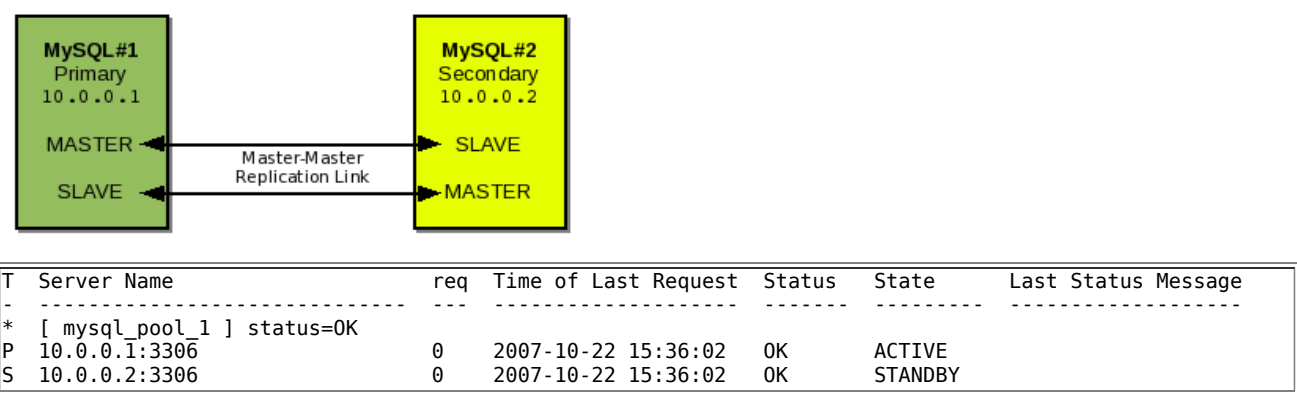 MySQL#1
Primary
10.0.0.1
MASTER
SLAVE
Master-Master
Replication Link
MySQL#2
Secondary
10.0.0.2
SLAVE
MASTER
T  Server Name                    req  Time of Last Request  Status   State      Last Status Message
-  ------------------------------ ---  --------------------  -------  ---------  -------------------
*  [ mysql_pool_1 ] status=OK
P  10.0.0.1:3306                   0    2007-10-22 15:36:02   OK       ACTIVE
S  10.0.0.2:3306                   0    2007-10-22 15:36:02   OK       STANDBY